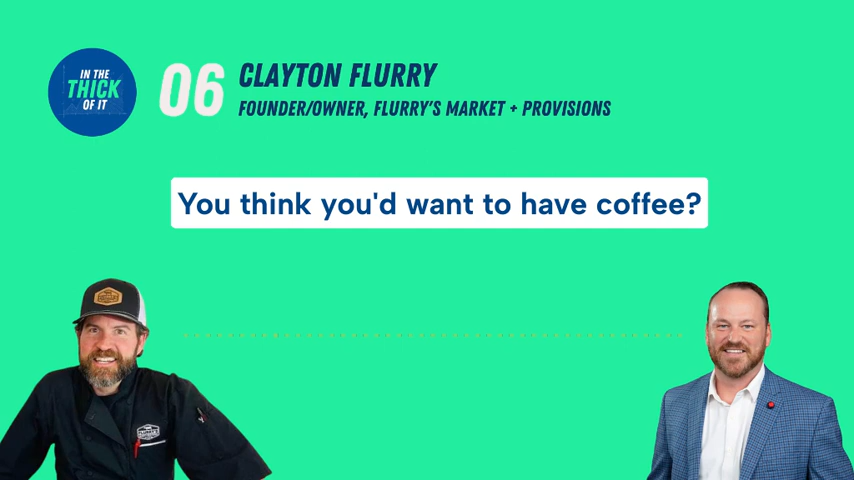 IN THE
THICK
OF IT
06
CLAYTON FLURRY
FOUNDER/OWNER, FLURRY'S MARKET + PROVISIONS
You think you'd want to have coffee?